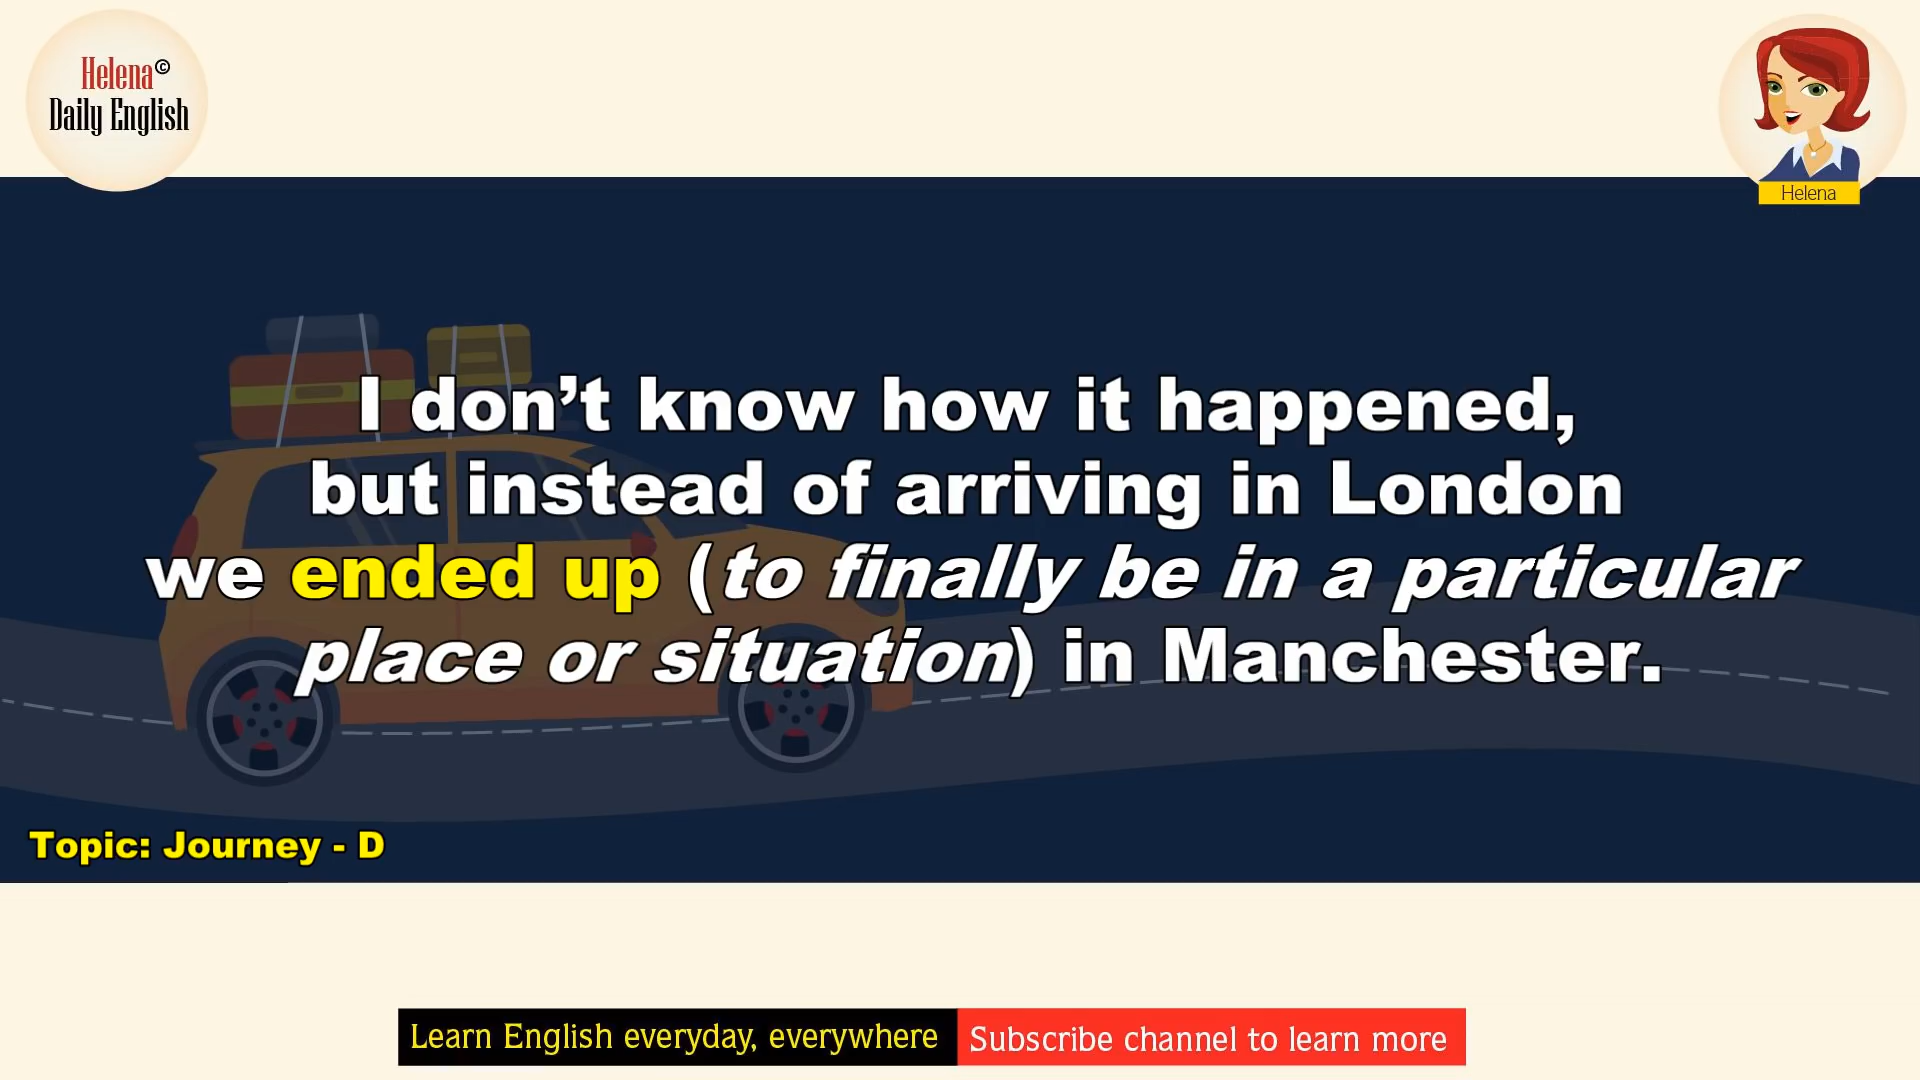 Helena©
Daily English
Helena
I don’t know how it happened,
but instead of arriving in London
we ended up (to finally be in a particular
place or situation) in Manchester.
Topic: Journey - D
Learn English everyday, everywhere
Subscribe channel to learn more